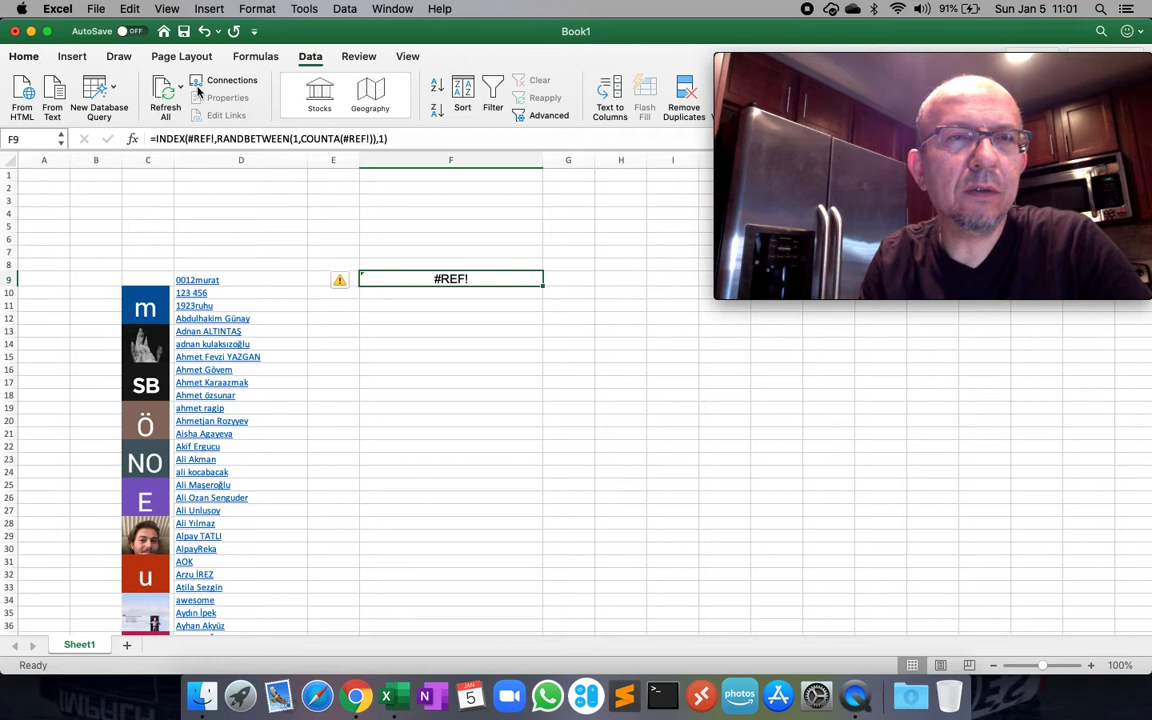 Excel File Edit View Insert Format Tools Data Window Help 91% Sun Jan 5 11:01
AutoSave OFF Book1
Home Insert Draw Page Layout Formulas Data Review View
From HTML From Text New Database Query Refresh All Connections Properties Edit Links Stocks Geography Sort Filter Clear Reapply Advanced Text to Columns Flash Fill Remove Duplicates
F9 fx =INDEX(#REF!,RANDBETWEEN(1,COUNTA(#REF!)),1)
A B C D E F G H I
1
2
3
4
5
6
7
8
9 0012murat #REF!
10 123 456
11 m 1923ruhu
12 Abdulhakim Günay
13 Adnan ALTINTAŞ
14 adnan kulaksızoğlu
15 Ahmet Fevzi YAZGAN
16 Ahmet Gövem
17 SB Ahmet Karaazmak
18 Ahmet özsunar
19 ahmet ragip
20 Ö Ahmetjan Rozyyev
21 Aisha Agayeva
22 Akif Ergucu
23 NO Ali Akman
24 ali kocabacak
25 Ali Maşeroğlu
26 E Ali Ozan Senguder
27 Ali Unlusoy
28 Ali Yılmaz
29 Alpay TATLI
30 AlpayReka
31 AOK
32 u Arzu İREZ
33 Atila Sezgin
34 awesome
35 Aydın İpek
36 Ayhan Akyüz
Sheet1
Ready 100%
JAN 5 photos